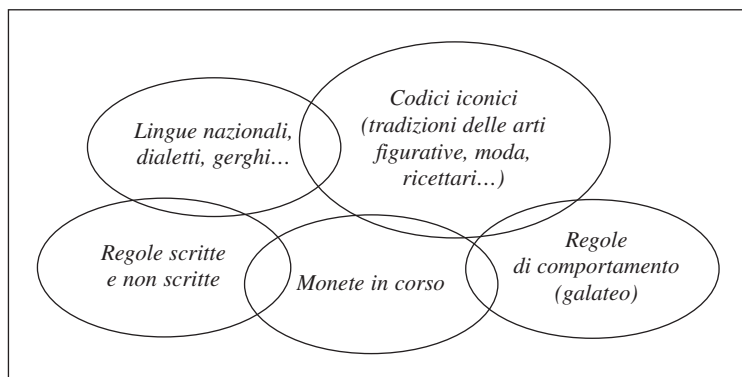 Lingue nazionali,
dialetti, gerghi…
Codici iconici
(tradizioni delle arti
figurative, moda,
ricettari…)
Regole scritte
e non scritte
Monete in corso
Regole
di comportamento
(galateo)